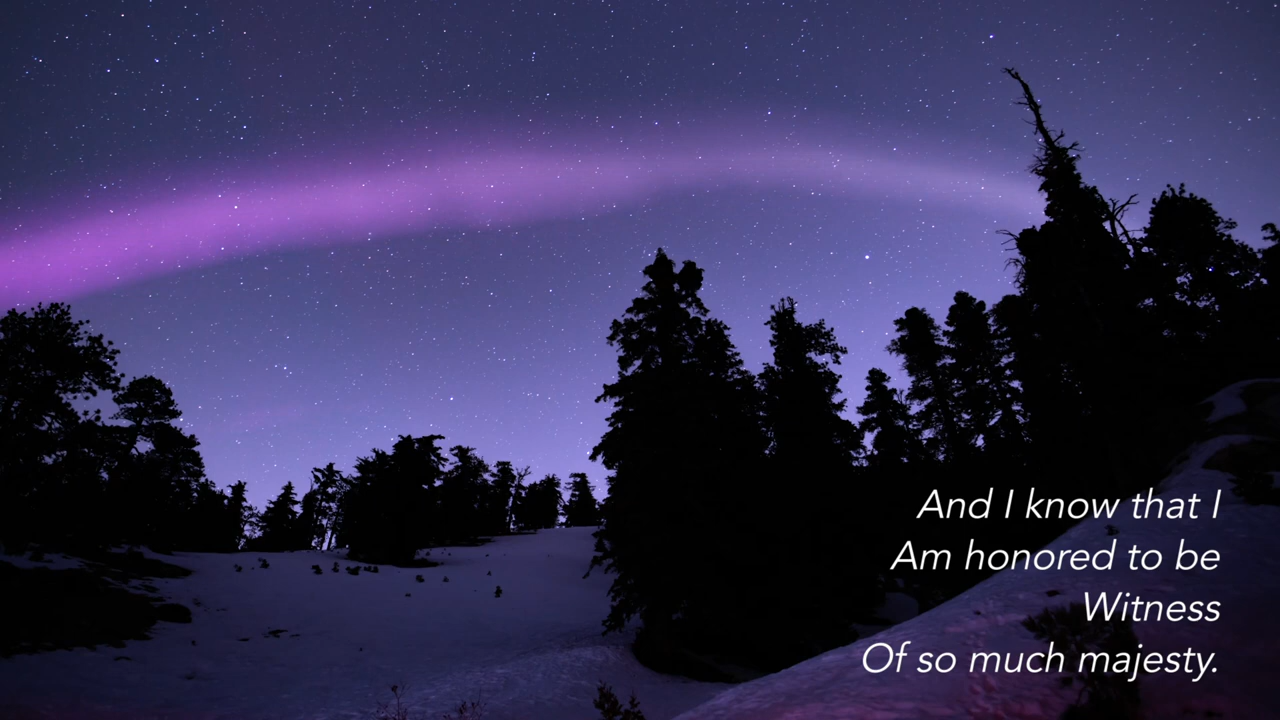 And I know that I
Am honored to be
Witness
Of so much majesty.